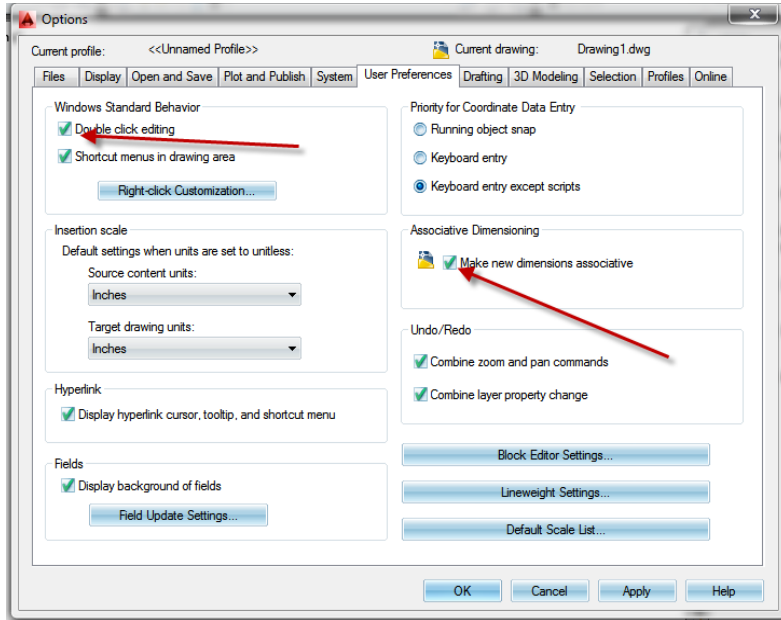 Options
Current profile: <<Unnamed Profile>> Current drawing: Drawing1.dwg
Files Display Open and Save Plot and Publish System User Preferences Drafting 3D Modeling Selection Profiles Online
Windows Standard Behavior
Double click editing
Shortcut menus in drawing area
Right-click Customization...
Insertion scale
Default settings when units are set to unitless:
Source content units:
Inches
Target drawing units:
Inches
Hyperlink
Display hyperlink cursor, tooltip, and shortcut menu
Fields
Display background of fields
Field Update Settings...
Priority for Coordinate Data Entry
Running object snap
Keyboard entry
Keyboard entry except scripts
Associative Dimensioning
Make new dimensions associative
Undo/Redo
Combine zoom and pan commands
Combine layer property change
Block Editor Settings...
Lineweight Settings...
Default Scale List...
OK Cancel Apply Help